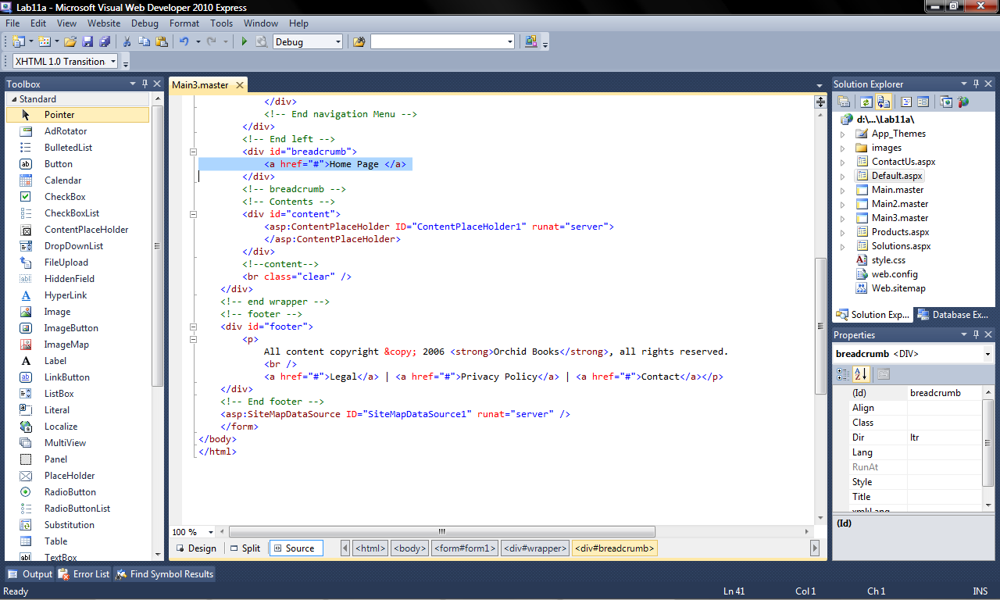 Lab11a - Microsoft Visual Web Developer 2010 Express
File Edit View Website Debug Format Tools Window Help
Debug
XHTML 1.0 Transition
Toolbox
Standard
Pointer
AdRotator
BulletedList
Button
Calendar
CheckBox
CheckBoxList
ContentPlaceHolder
DropDownList
FileUpload
HiddenField
HyperLink
Image
ImageButton
ImageMap
Label
LinkButton
ListBox
Literal
Localize
MultiView
Panel
PlaceHolder
RadioButton
RadioButtonList
Substitution
Table
TextBox
Main3.master
</div>
<!-- End navigation Menu -->
</div>
<!-- End left -->
<div id="breadcrumb">
<a href="#">Home Page </a>
</div>
<!-- breadcrumb -->
<!-- Contents -->
<div id="content">
<asp:ContentPlaceHolder ID="ContentPlaceHolder1" runat="server">
</asp:ContentPlaceHolder>
</div>
<!--content-->
<br class="clear" />
</div>
<!-- end wrapper -->
<!-- footer -->
<div id="footer">
<p>
All content copyright &copy; 2006 <strong>Orchid Books</strong>, all rights reserved.
<br />
<a href="#">Legal</a> | <a href="#">Privacy Policy</a> | <a href="#">Contact</a></p>
</div>
<!-- End footer -->
<asp:SiteMapDataSource ID="SiteMapDataSource1" runat="server" />
</form>
</body>
</html>
100 %
Design Split Source <html> <body> <form#form1> <div#wrapper> <div#breadcrumb>
Solution Explorer
d:\...\Lab11a\
App_Themes
images
ContactUs.aspx
Default.aspx
Main.master
Main2.master
Main3.master
Products.aspx
Solutions.aspx
style.css
web.config
Web.sitemap
Solution Exp... Database Ex...
Properties
breadcrumb <DIV>
(Id) breadcrumb
Align
Class
Dir ltr
Lang
RunAt
Style
Title
xml:Lang
(Id)
Output Error List Find Symbol Results
Ready Ln 41 Col 1 Ch 1 INS